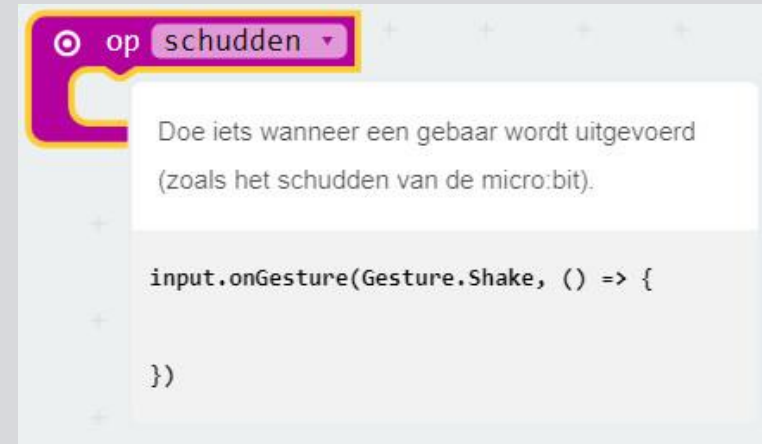 op schudden
Doe iets wanneer een gebaar wordt uitgevoerd
(zoals het schudden van de micro:bit).
input.onGesture(Gesture.Shake, () => {
})